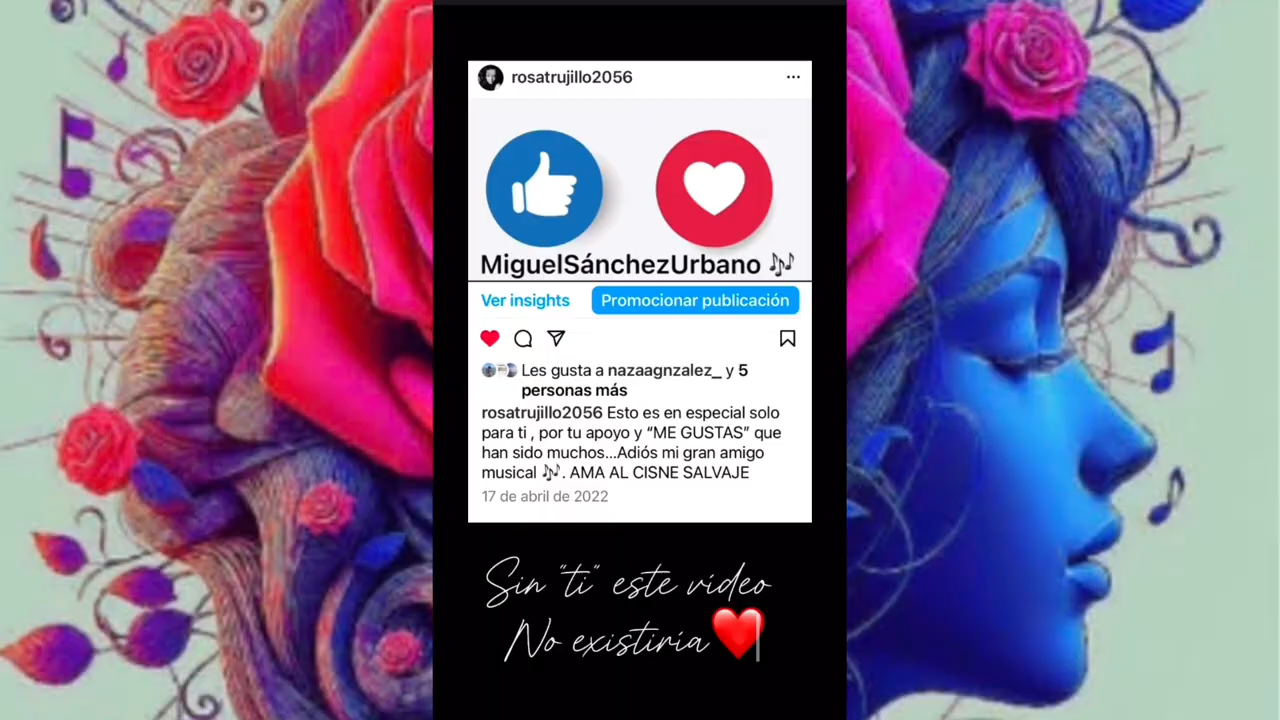 rosatrujillo2056
MiguelSánchezUrbano 🎶
Ver insights
Promocionar publicación
Les gusta a nazaagnzalez_ y 5
personas más
rosatrujillo2056 Esto es en especial solo
para ti , por tu apoyo y “ME GUSTAS” que
han sido muchos...Adiós mi gran amigo
musical 🎶. AMA AL CISNE SALVAJE
17 de abril de 2022
Sin "ti" este vídeo
No existiría❤️